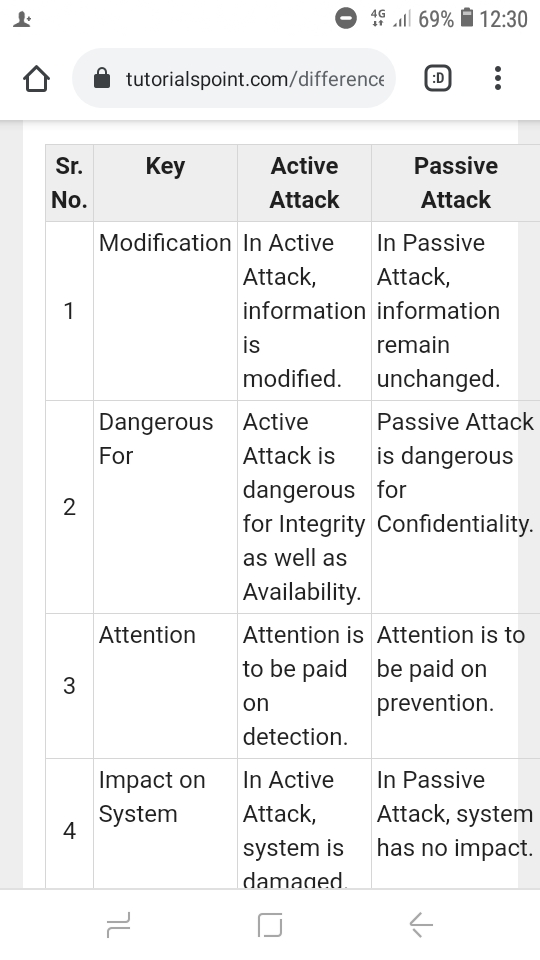 4G 69% 12:30
tutorialspoint.com/difference
:D
Sr. No. Key Active Attack Passive Attack
1 Modification In Active Attack, information is modified. In Passive Attack, information remain unchanged.
2 Dangerous For Active Attack is dangerous for Integrity as well as Availability. Passive Attack is dangerous for Confidentiality.
3 Attention Attention is to be paid on detection. Attention is to be paid on prevention.
4 Impact on System In Active Attack, system is damaged. In Passive Attack, system has no impact.